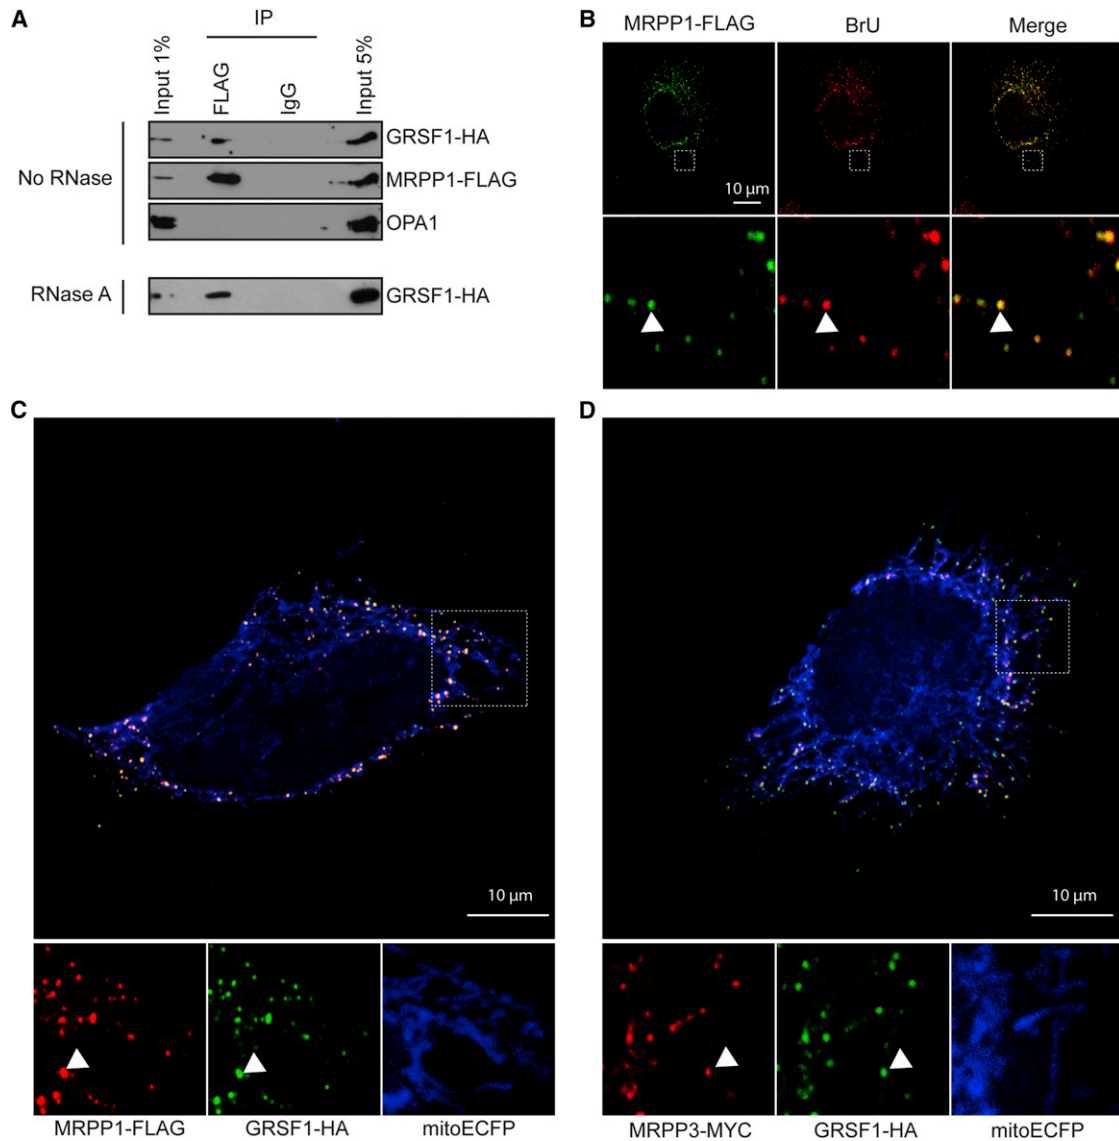 A
IP
Input 1%
FLAG
IgG
Input 5%
No RNase
GRSF1-HA
MRPP1-FLAG
OPA1
RNase A
GRSF1-HA
B
MRPP1-FLAG
BrU
Merge
10 µm
C
10 µm
MRPP1-FLAG
GRSF1-HA
mitoECFP
D
10 µm
MRPP3-MYC
GRSF1-HA
mitoECFP